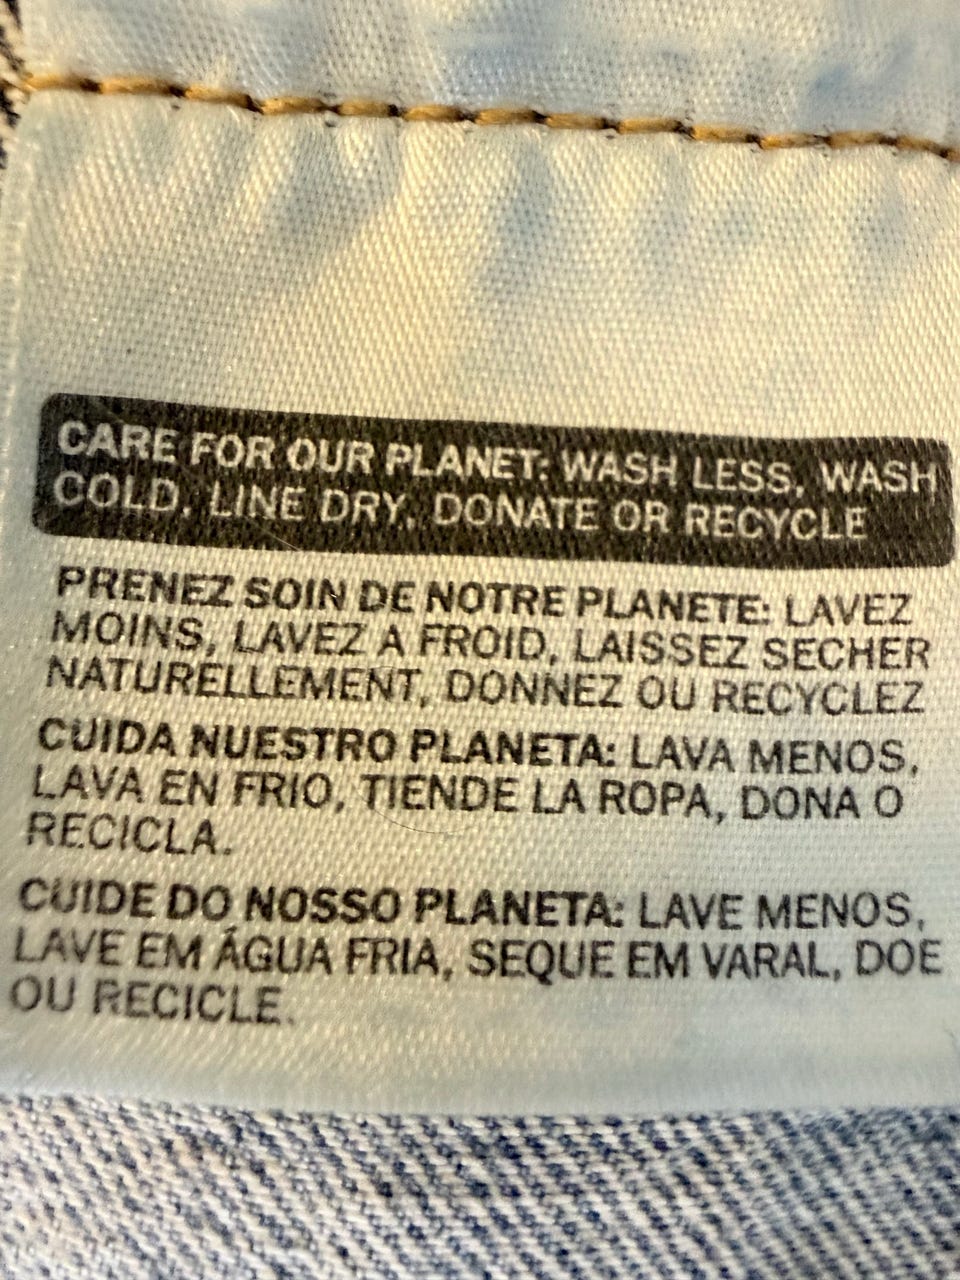 CARE FOR OUR PLANET: WASH LESS, WASH
COLD, LINE DRY, DONATE OR RECYCLE
PRENEZ SOIN DE NOTRE PLANETE: LAVEZ
MOINS, LAVEZ A FROID, LAISSEZ SECHER
NATURELLEMENT, DONNEZ OU RECYCLEZ
CUIDA NUESTRO PLANETA: LAVA MENOS,
LAVA EN FRIO, TIENDE LA ROPA, DONA O
RECICLA.
CUIDE DO NOSSO PLANETA: LAVE MENOS,
LAVE EM ÁGUA FRIA, SEQUE EM VARAL, DOE
OU RECICLE.